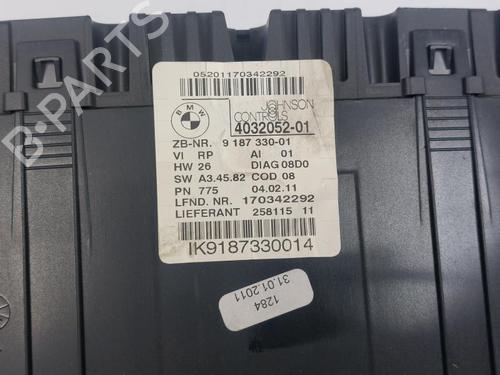 05201170342292
BMW
JOHNSON CONTROLS
4032052-01
ZB-NR. 9 187 330-01
VI RP AI 01
HW 26 DIAG 08D0
SW A3.45.82 COD 08
PN 775 04.02.11
LFND. NR. 170342292
LIEFERANT 258115 11
IK9187330014
1284
31.01.2011
B-PARTS